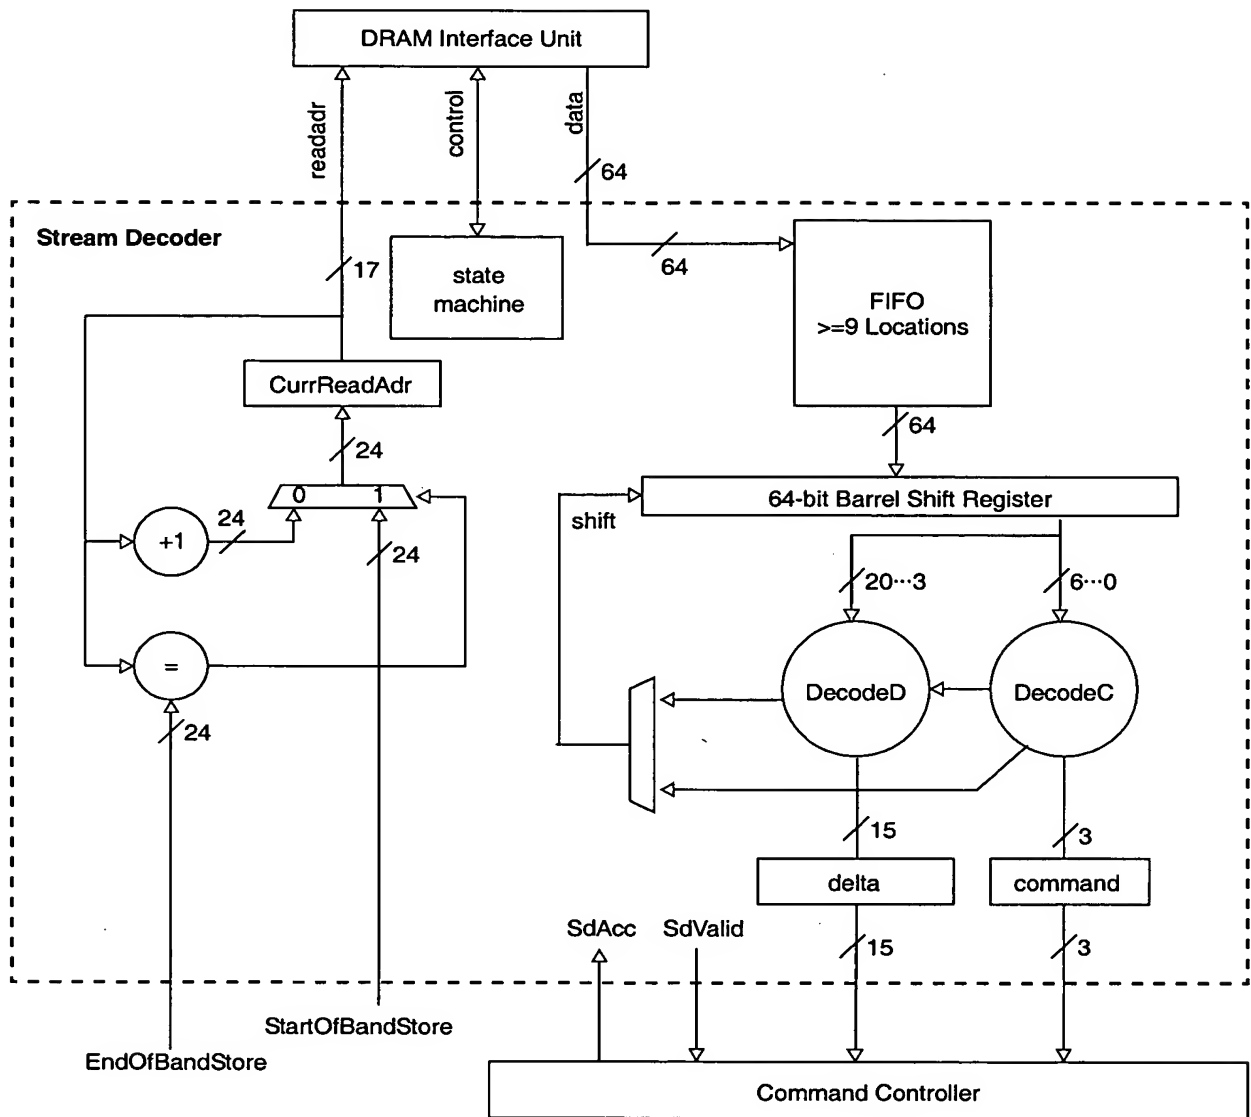 DRAM Interface Unit
readadr
control
data
64
Stream Decoder
17
state
machine
64
FIFO
>=9 Locations
CurrReadAdr
24
64
0 1
64-bit Barrel Shift Register
shift
+1
24
24
20···3
6···0
=
DecodeD
DecodeC
24
15
3
delta
command
SdAcc
SdValid
15
3
StartOfBandStore
EndOfBandStore
Command Controller